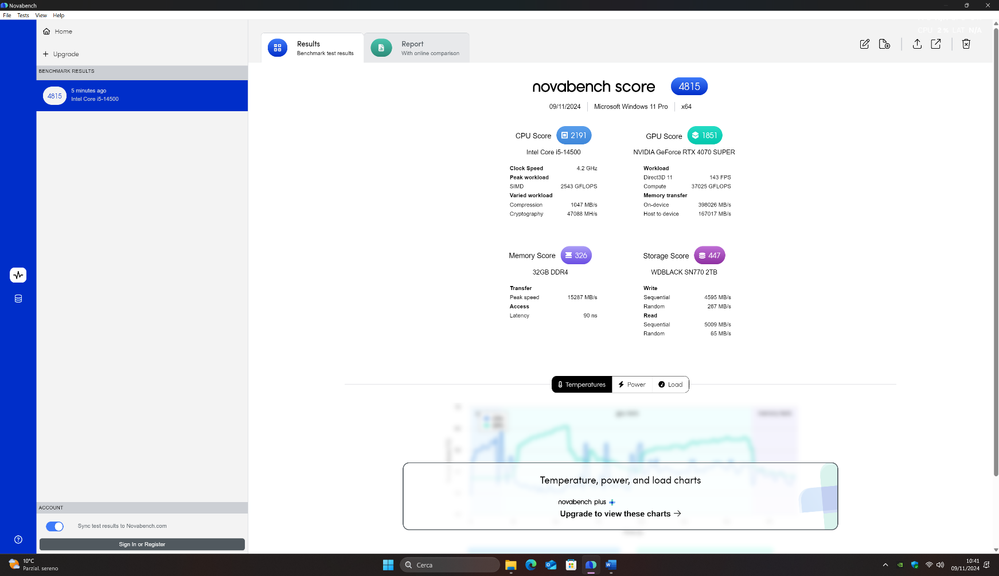 Novabench
File Tests View Help
Home
Upgrade
BENCHMARK RESULTS
4815
5 minutes ago
Intel Core i5-14500
Results
Benchmark test results
Report
With online comparison
CPU 2% LAT N/A
novabench score 4815
09/11/2024 Microsoft Windows 11 Pro x64
CPU Score 2191
Intel Core i5-14500
Clock Speed 4.2 GHz
Peak workload
SIMD 2543 GFLOPS
Varied workload
Compression 1047 MB/s
Cryptography 47088 MH/s
GPU Score 1851
NVIDIA GeForce RTX 4070 SUPER
Workload
Direct3D 11 143 FPS
Compute 37025 GFLOPS
Memory transfer
On-device 398026 MB/s
Host to device 167017 MB/s
Memory Score 326
32GB DDR4
Transfer
Peak speed 15287 MB/s
Access
Latency 90 ns
Storage Score 447
WDBLACK SN770 2TB
Write
Sequential 4595 MB/s
Random 267 MB/s
Read
Sequential 5009 MB/s
Random 65 MB/s
Temperatures Power Load
Temperature, power, and load charts
novabench plus
Upgrade to view these charts →
ACCOUNT
Sync test results to Novabench.com
Sign In or Register
10°C
Parzial. sereno
Cerca
10:41
09/11/2024